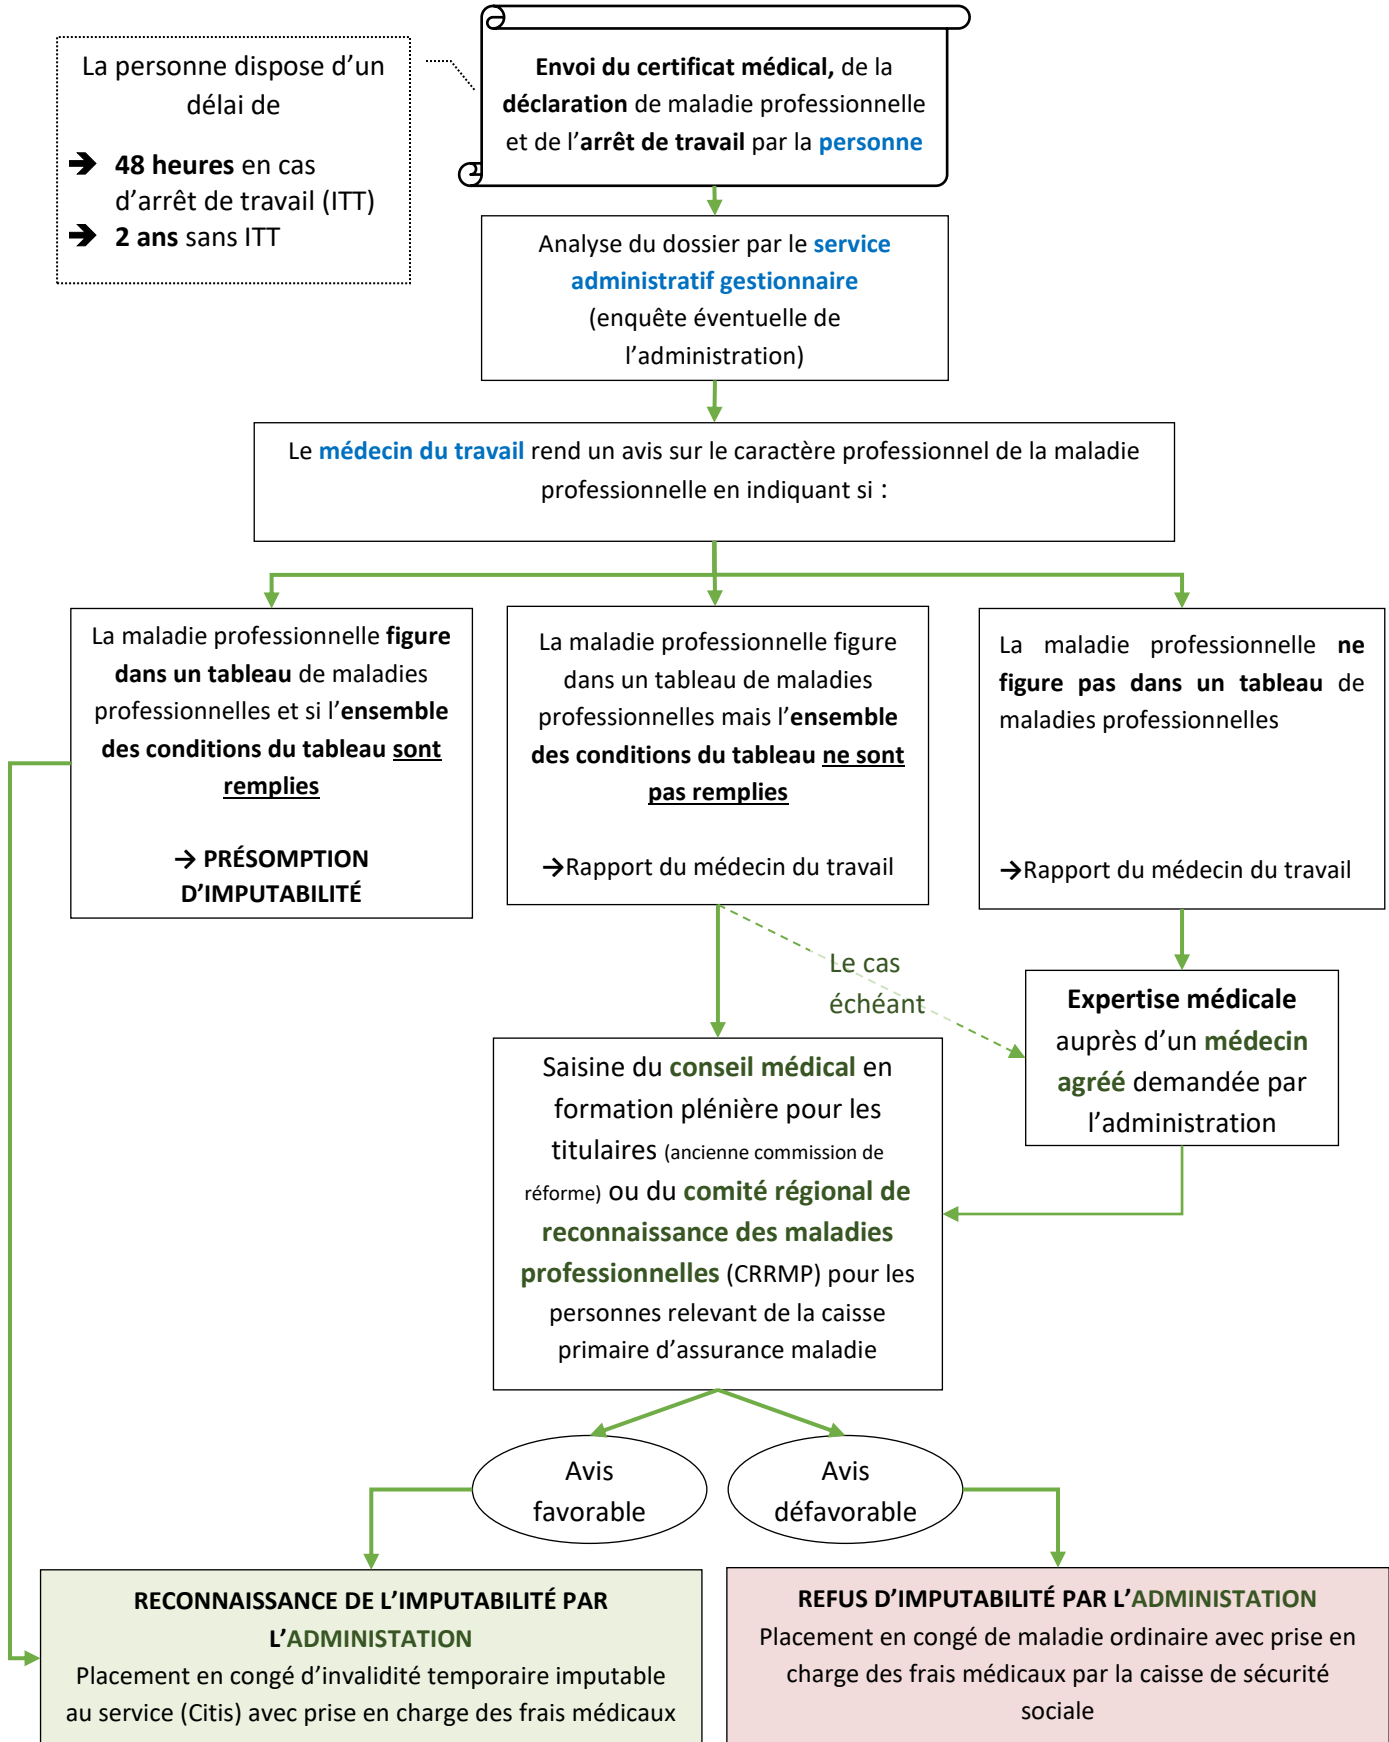 La personne dispose d’un
délai de
➔ 48 heures en cas
d’arrêt de travail (ITT)
➔ 2 ans sans ITT
Envoi du certificat médical, de la
déclaration de maladie professionnelle
et de l’arrêt de travail par la personne
Analyse du dossier par le service
administratif gestionnaire
(enquête éventuelle de
l’administration)
Le médecin du travail rend un avis sur le caractère professionnel de la maladie
professionnelle en indiquant si :
La maladie professionnelle figure
dans un tableau de maladies
professionnelles et si l’ensemble
des conditions du tableau sont
remplies
→ PRÉSOMPTION
D’IMPUTABILITÉ
La maladie professionnelle figure
dans un tableau de maladies
professionnelles mais l’ensemble
des conditions du tableau ne sont
pas remplies
→Rapport du médecin du travail
La maladie professionnelle ne
figure pas dans un tableau de
maladies professionnelles
→Rapport du médecin du travail
Le cas
échéant
Expertise médicale
auprès d’un médecin
agréé demandée par
l’administration
Saisine du conseil médical en
formation plénière pour les
titulaires (ancienne commission de
réforme) ou du comité régional de
reconnaissance des maladies
professionnelles (CRRMP) pour les
personnes relevant de la caisse
primaire d’assurance maladie
Avis
favorable
Avis
défavorable
RECONNAISSANCE DE L’IMPUTABILITÉ PAR
L’ADMINISTATION
Placement en congé d’invalidité temporaire imputable
au service (Citis) avec prise en charge des frais médicaux
REFUS D’IMPUTABILITÉ PAR L’ADMINISTATION
Placement en congé de maladie ordinaire avec prise en
charge des frais médicaux par la caisse de sécurité
sociale